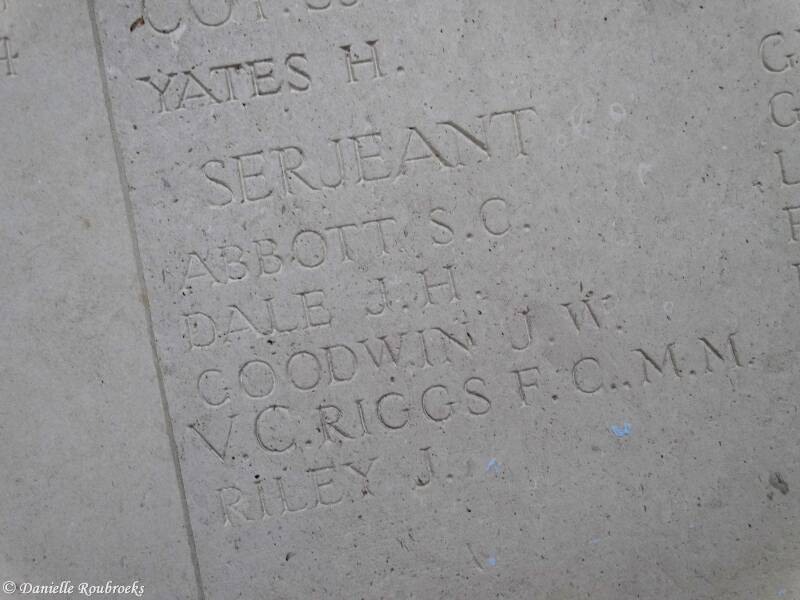 YATES H.
SERJEANT
ABBOTT S.C.
DALE J.H.
GOODWIN J.W.
V.C. RIGGS F.C., M.M.
RILEY J.
© Danielle Roubroeks